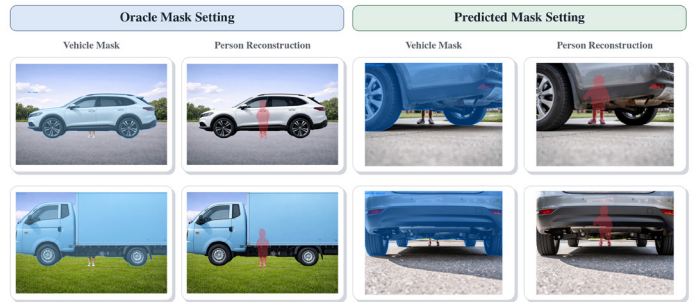 Oracle Mask Setting
Predicted Mask Setting
Vehicle Mask
Person Reconstruction
Vehicle Mask
Person Reconstruction